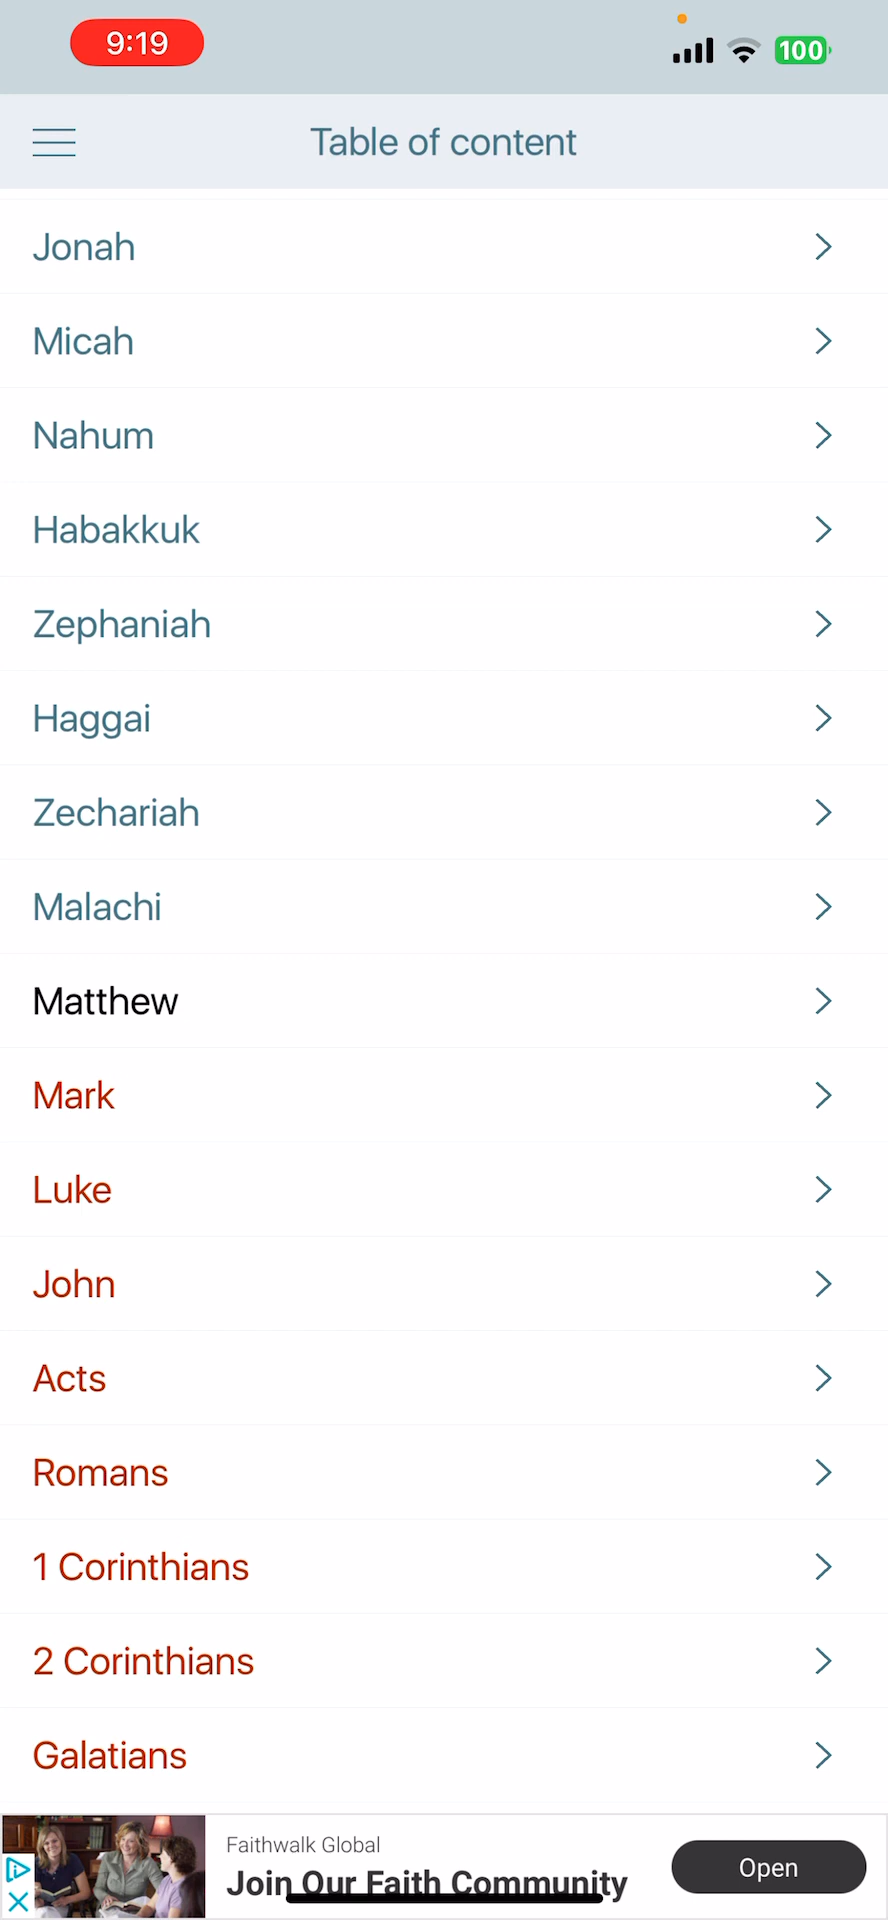 9:19
100
Table of content
Jonah
Micah
Nahum
Habakkuk
Zephaniah
Haggai
Zechariah
Malachi
Matthew
Mark
Luke
John
Acts
Romans
1 Corinthians
2 Corinthians
Galatians
Faithwalk Global
Join Our Faith Community
Open